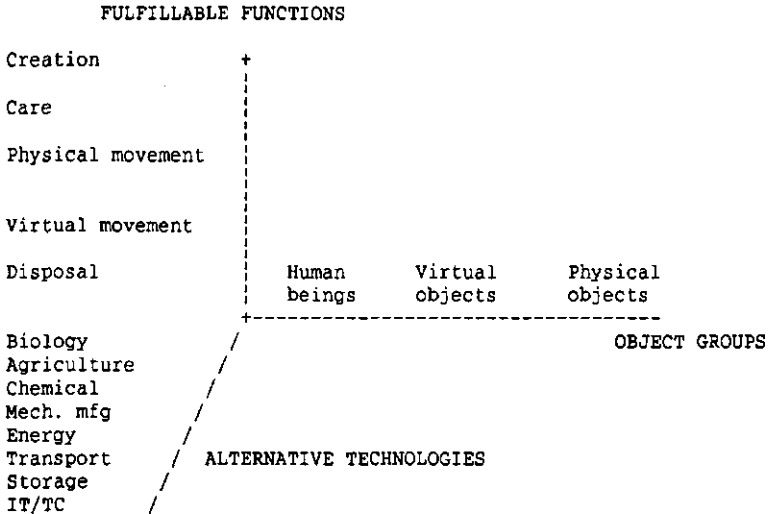 FULFILLABLE FUNCTIONS
Creation
Care
Physical movement
Virtual movement
Disposal
Human Virtual Physical
beings objects objects
Biology OBJECT GROUPS
Agriculture
Chemical
Mech. mfg
Energy
Transport ALTERNATIVE TECHNOLOGIES
Storage
IT/TC